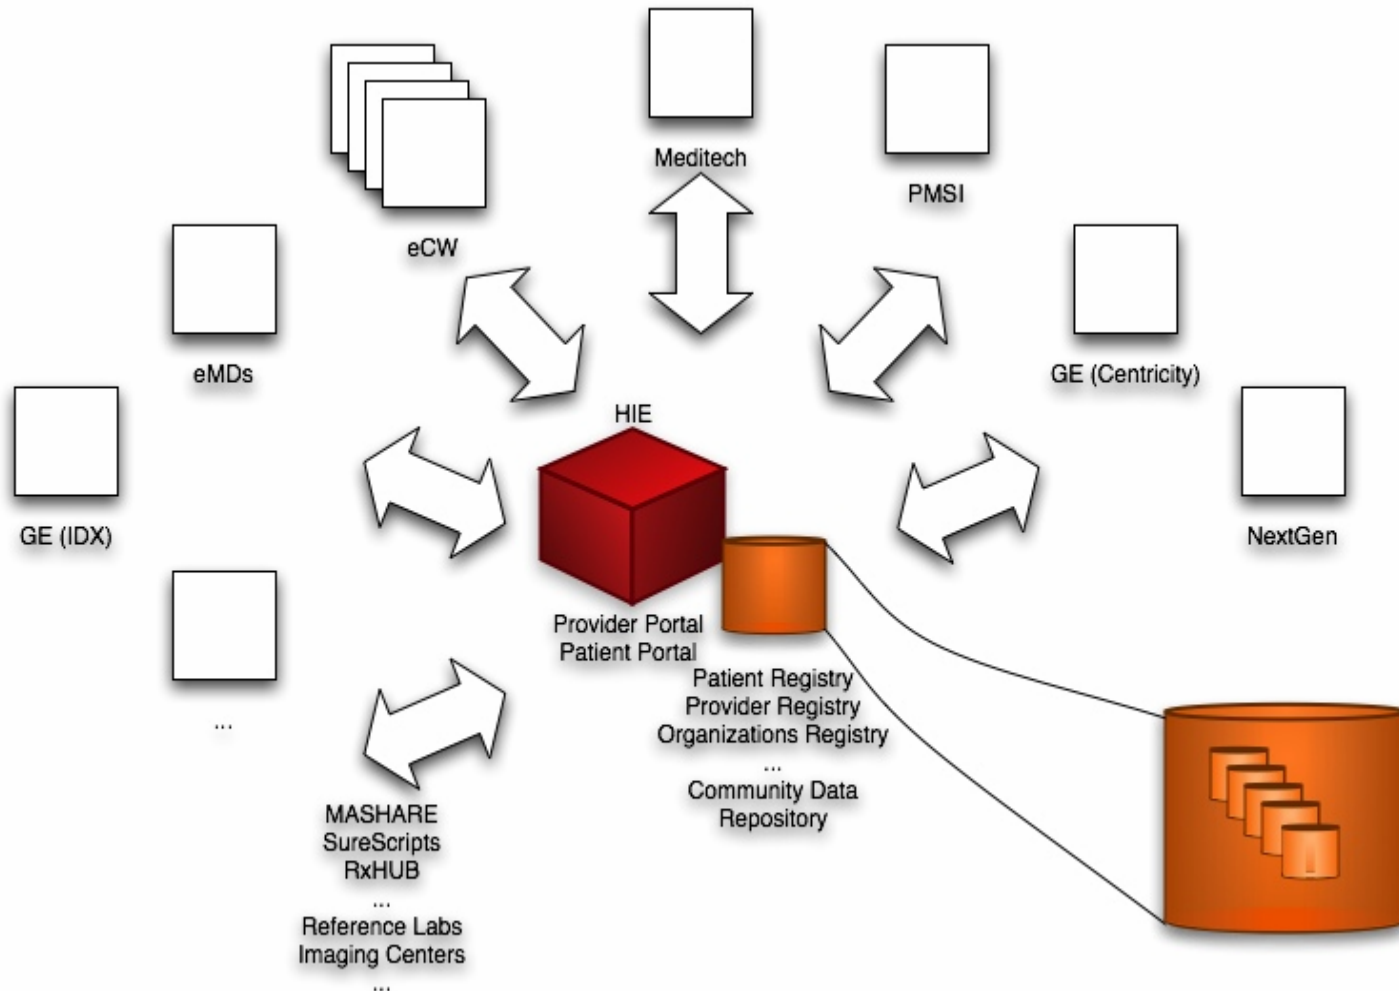 Meditech
PMSI
eCW
eMDs
GE (Centricity)
HIE
GE (IDX)
NextGen
Provider Portal
Patient Portal
Patient Registry
Provider Registry
Organizations Registry
...
Community Data
Repository
...
MASHARE
SureScripts
RxHUB
...
Reference Labs
Imaging Centers
...